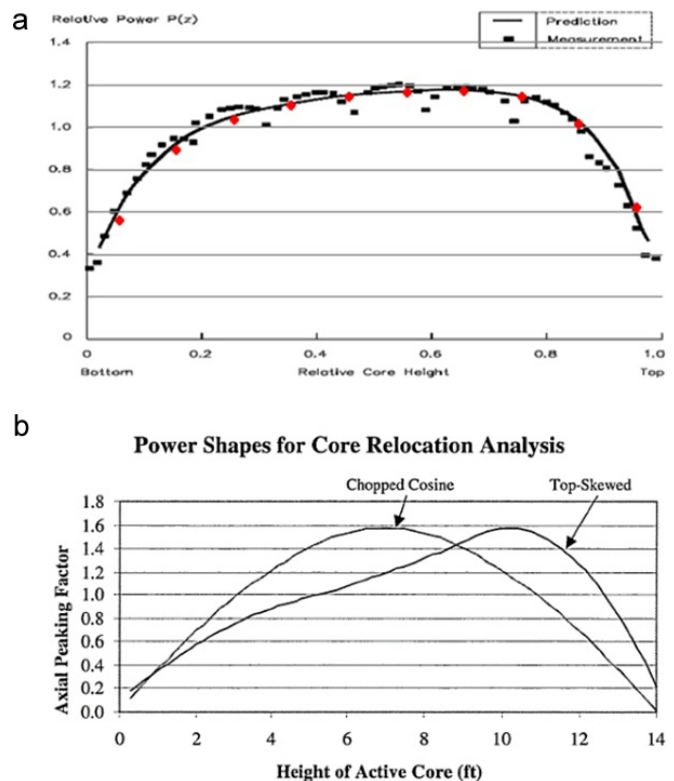 a
Relative Power P(z)
Prediction
Measurement
1.4
1.2
1.0
0.8
0.6
0.4
0.2
0
0 0.2 0.4 0.6 0.8 1.0
Bottom Relative Core Height Top
b
Power Shapes for Core Relocation Analysis
Chopped Cosine Top-Skewed
Axial Peaking Factor
1.8
1.6
1.4
1.2
1.0
0.8
0.6
0.4
0.2
0.0
0 2 4 6 8 10 12 14
Height of Active Core (ft)